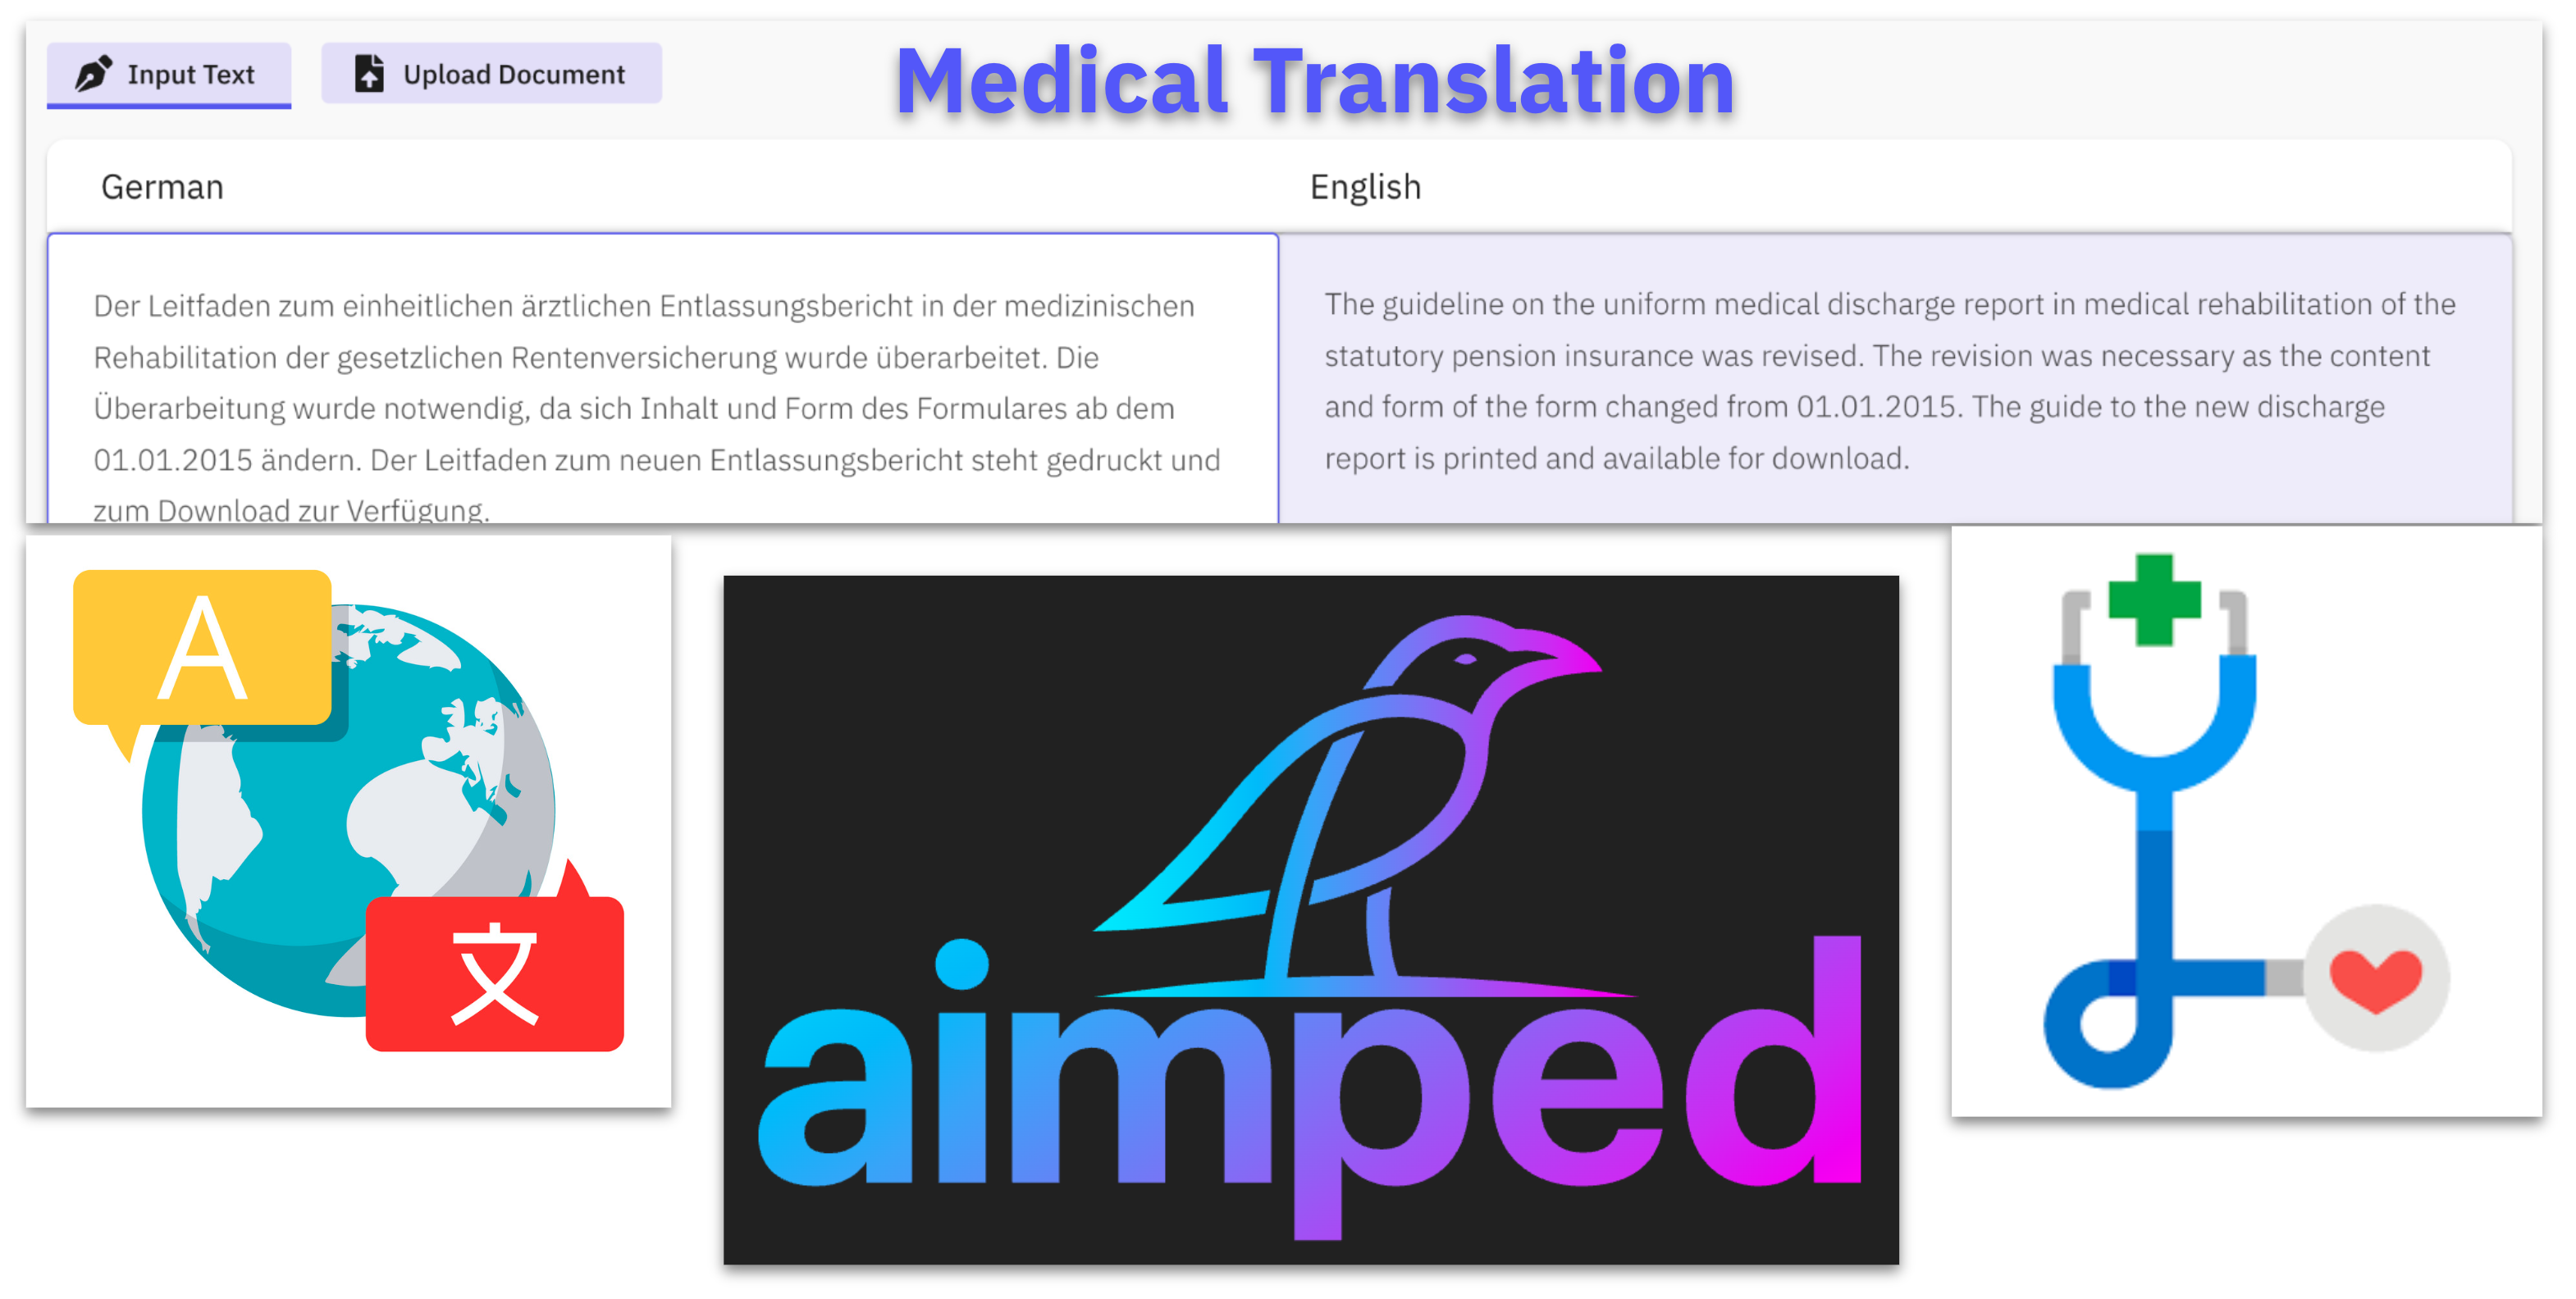 Input Text
Upload Document
Medical Translation
German
English
Der Leitfaden zum einheitlichen ärztlichen Entlassungsbericht in der medizinischen
Rehabilitation der gesetzlichen Rentenversicherung wurde überarbeitet. Die
Überarbeitung wurde notwendig, da sich Inhalt und Form des Formulares ab dem
01.01.2015 ändern. Der Leitfaden zum neuen Entlassungsbericht steht gedruckt und
zum Download zur Verfügung.
The guideline on the uniform medical discharge report in medical rehabilitation of the
statutory pension insurance was revised. The revision was necessary as the content
and form of the form changed from 01.01.2015. The guide to the new discharge
report is printed and available for download.
A
文
aimped